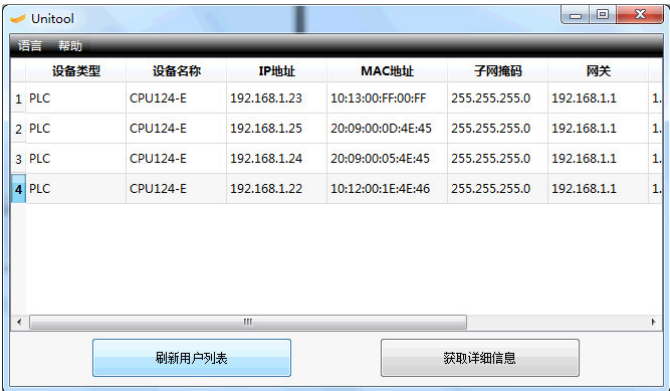 Unitool
语言 帮助
设备类型 设备名称 IP地址 MAC地址 子网掩码 网关
1 PLC CPU124-E 192.168.1.23 10:13:00:FF:00:FF 255.255.255.0 192.168.1.1 1.
2 PLC CPU124-E 192.168.1.25 20:09:00:0D:4E:45 255.255.255.0 192.168.1.1 1.
3 PLC CPU124-E 192.168.1.24 20:09:00:05:4E:45 255.255.255.0 192.168.1.1 1.
4 PLC CPU124-E 192.168.1.22 10:12:00:1E:4E:46 255.255.255.0 192.168.1.1 1.
刷新用户列表 获取详细信息